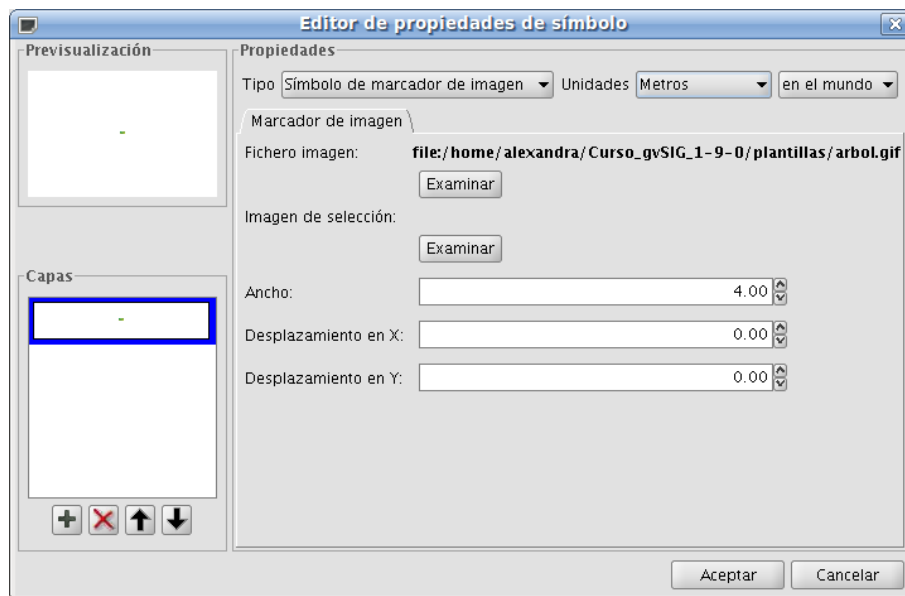 Editor de propiedades de símbolo
Previsualización
Propiedades
Tipo Símbolo de marcador de imagen Unidades Metros en el mundo
Marcador de imagen
Fichero imagen: file:/home/alexandra/Curso_gvSIG_1-9-0/plantillas/arbol.gif
Examinar
Imagen de selección:
Examinar
Capas
Ancho: 4.00
Desplazamiento en X: 0.00
Desplazamiento en Y: 0.00
Aceptar Cancelar